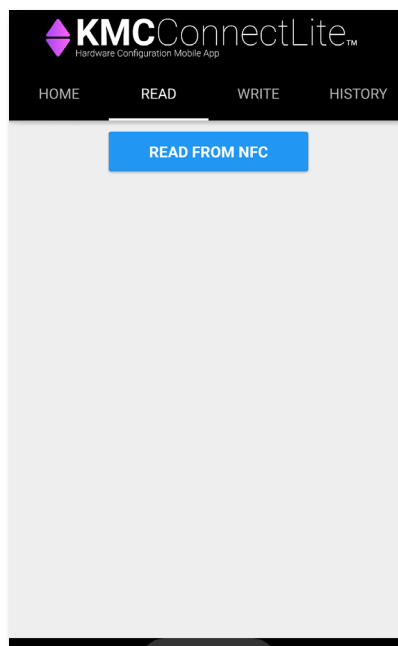 KMCConnectLite™
Hardware Configuration Mobile App
HOME READ WRITE HISTORY
READ FROM NFC